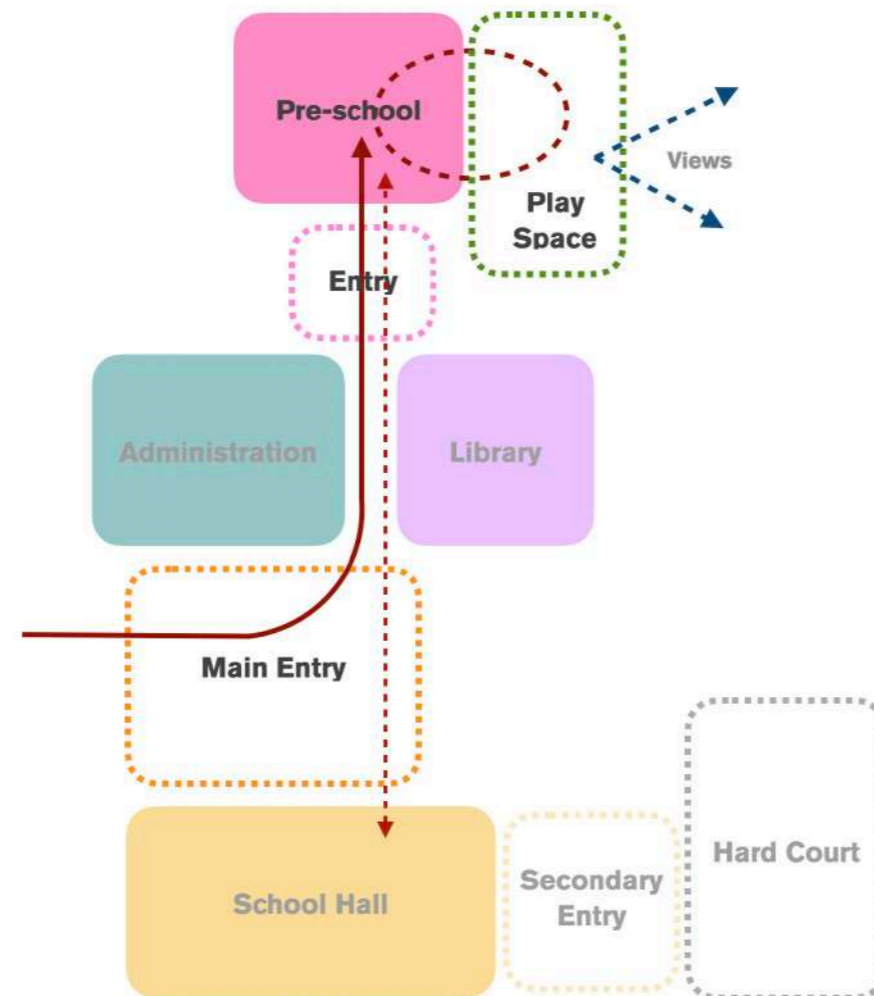 Pre-school
Views
Play
Space
Entry
Administration
Library
Main Entry
Hard Court
School Hall
Secondary
Entry